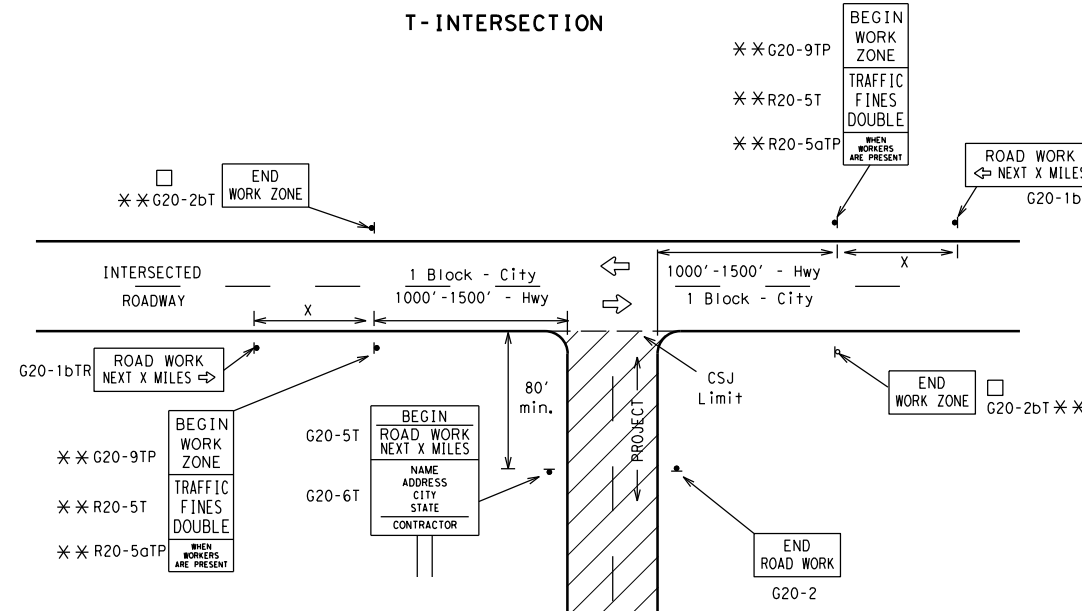 T-INTERSECTION
BEGIN
WORK
ZONE
TRAFFIC
FINES
DOUBLE
WHEN
WORKERS
ARE PRESENT
**G20-9TP
**R20-5T
**R20-5aTP
ROAD WORK
⇦ NEXT X MILES
G20-1b
END
WORK ZONE
□
**G20-2bT
INTERSECTED
ROADWAY
1 Block - City
1000'-1500' - Hwy
X
1000'-1500' - Hwy
1 Block - City
X
G20-1bTR
ROAD WORK
NEXT X MILES ⇨
80'
min.
CSJ
Limit
PROJECT
END
WORK ZONE
□
G20-2bT **
**G20-9TP
**R20-5T
**R20-5aTP
BEGIN
WORK
ZONE
TRAFFIC
FINES
DOUBLE
WHEN
WORKERS
ARE PRESENT
G20-5T
G20-6T
BEGIN
ROAD WORK
NEXT X MILES
NAME
ADDRESS
CITY
STATE
CONTRACTOR
END
ROAD WORK
G20-2